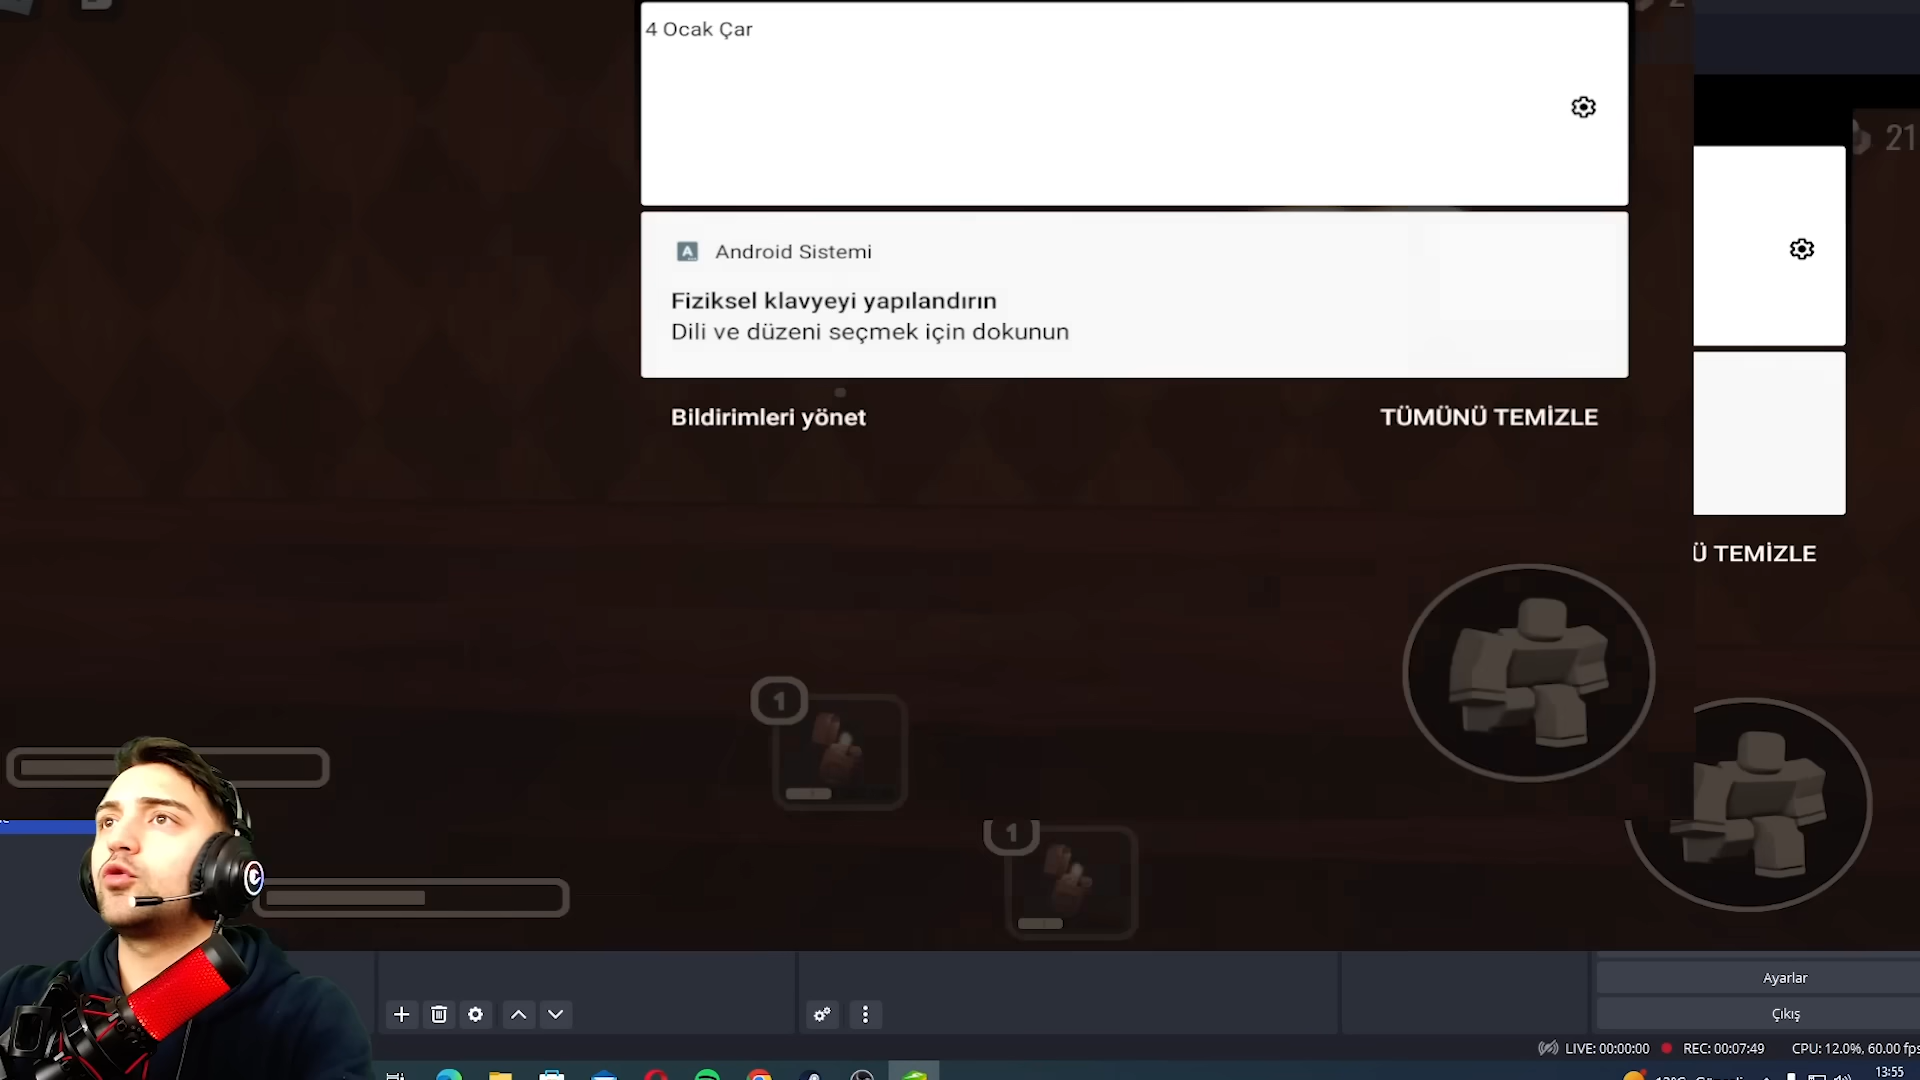 4 Ocak Çar
21
Android Sistemi
Fiziksel klavyeyi yapılandırın
Dili ve düzeni seçmek için dokunun
Bildirimleri yönet
TÜMÜNÜ TEMİZLE
Ü TEMİZLE
1
1
Ayarlar
Çıkış
LIVE: 00:00:00
REC: 00:07:49
CPU: 12.0%, 60.00 fps
13:55